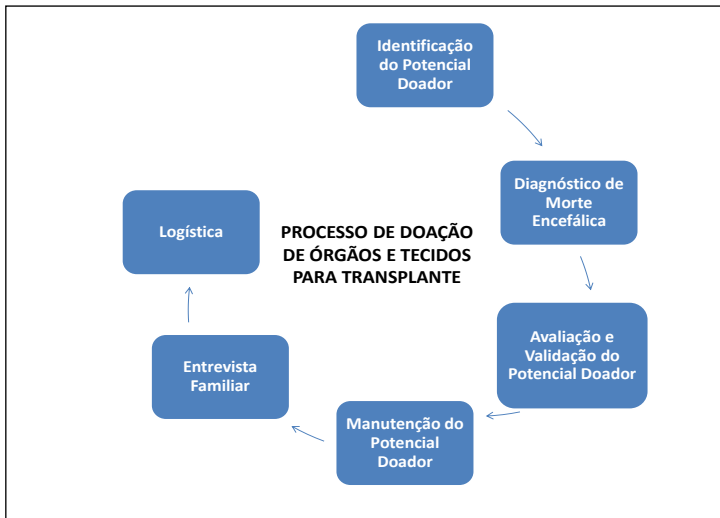 Identificação
do Potencial
Doador
Diagnóstico de
Morte
Encefálica
Avaliação e
Validação do
Potencial Doador
Manutenção do
Potencial
Doador
Entrevista
Familiar
Logística
PROCESSO DE DOAÇÃO
DE ÓRGÃOS E TECIDOS
PARA TRANSPLANTE